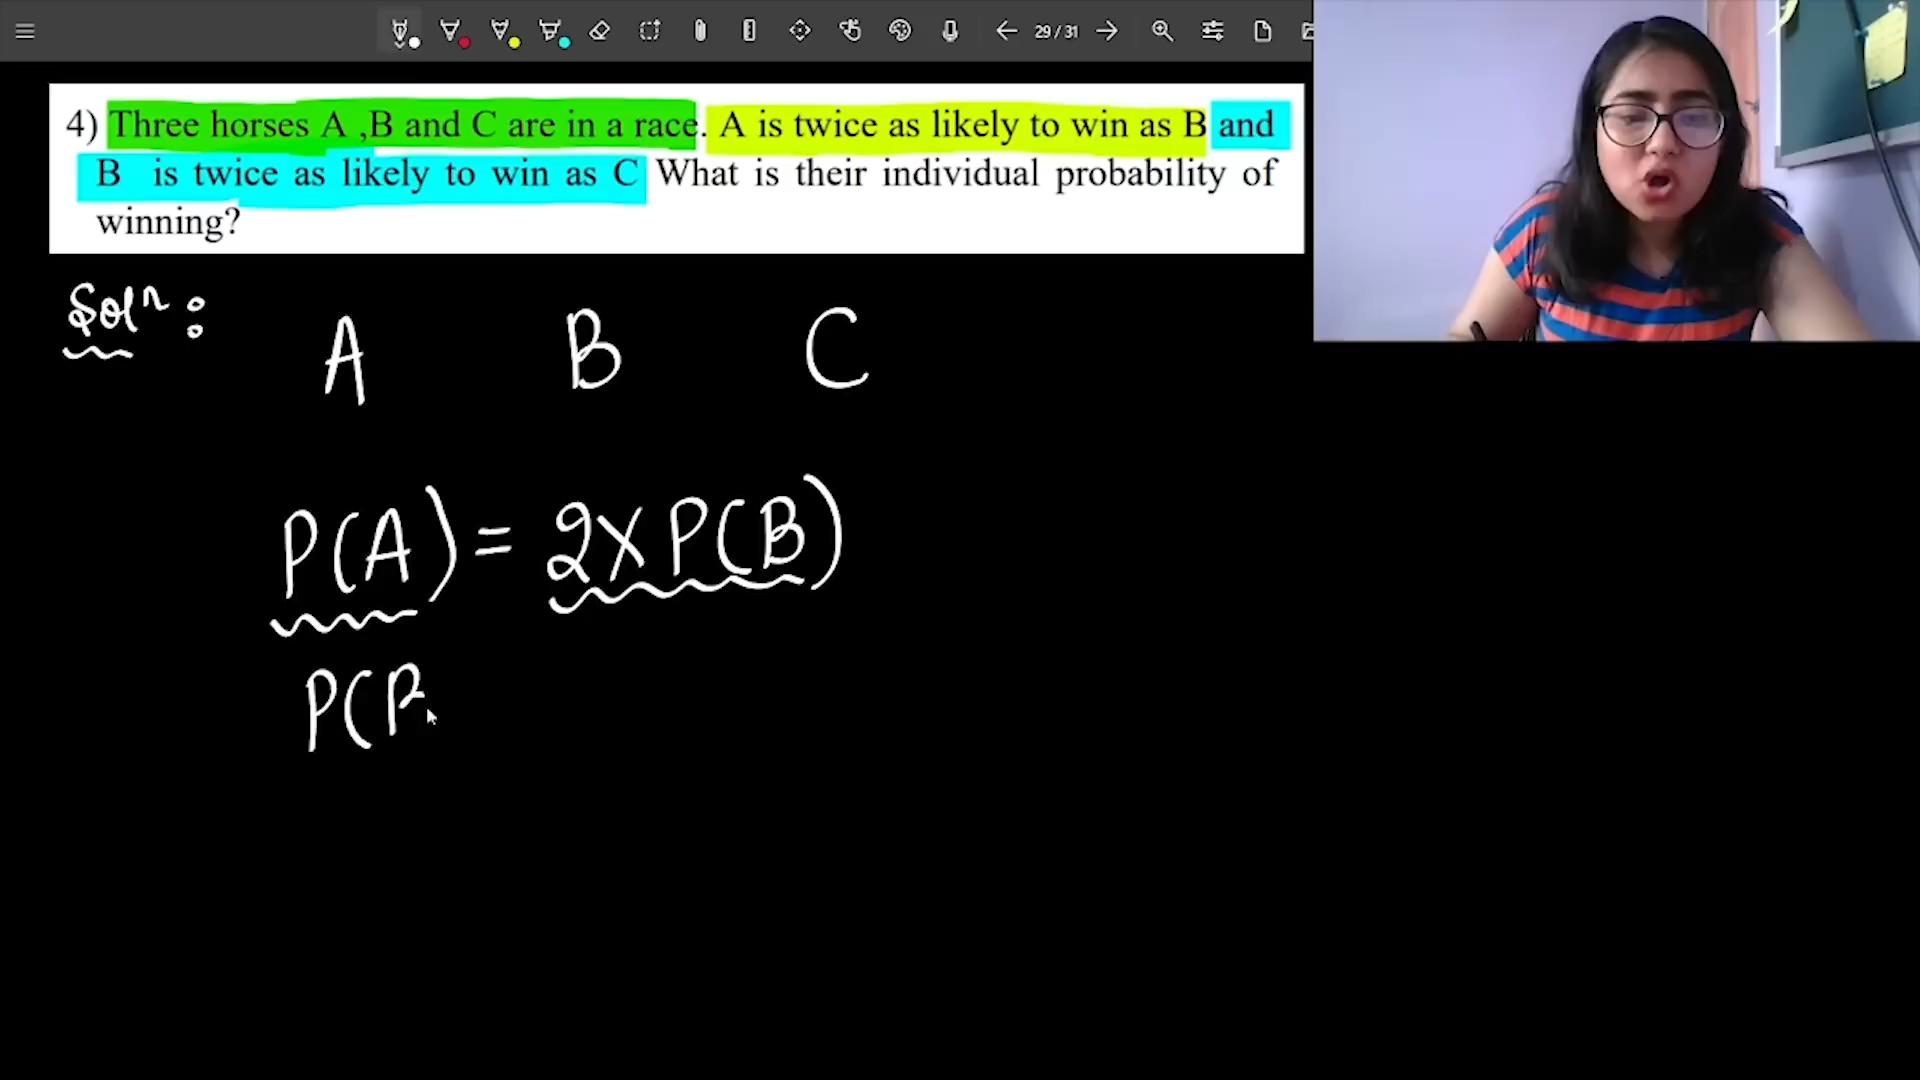 29 / 31
4) Three horses A ,B and C are in a race. A is twice as likely to win as B and
B is twice as likely to win as C What is their individual probability of
winning?
Solⁿ :
A B C
P(A) = 2XP(B)
P(B